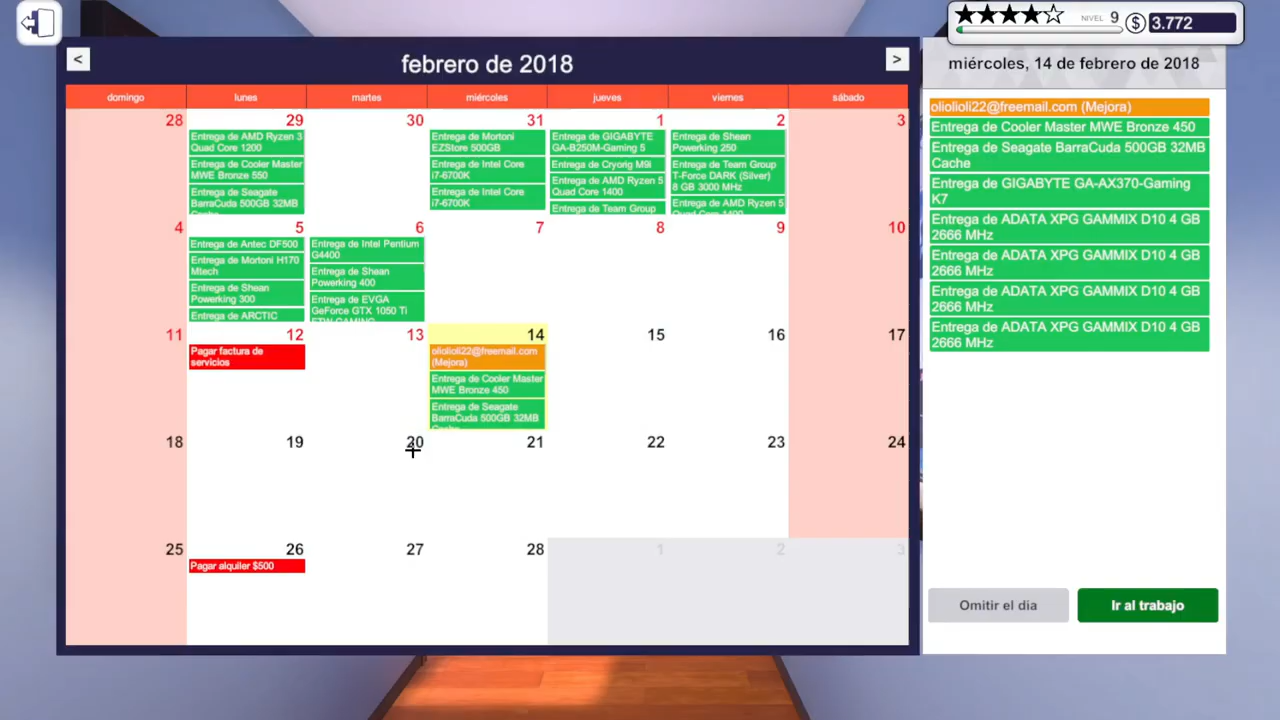 NIVEL 9 $ 3.772
< febrero de 2018 >
domingo lunes martes miércoles jueves viernes sábado
28 29 30 31 1 2 3
Entrega de AMD Ryzen 3
Quad Core 1200
Entrega de Cooler Master
MWE Bronze 550
Entrega de Seagate
BarraCuda 500GB 32MB
Cache
Entrega de Mortoni
EZStore 500GB
Entrega de Intel Core
i7-6700K
Entrega de Intel Core
i7-6700K
Entrega de GIGABYTE
GA-B250M-Gaming 5
Entrega de Cryorig M9i
Entrega de AMD Ryzen 5
Quad Core 1400
Entrega de Team Group
Entrega de Shean
Powerking 250
Entrega de Team Group
T-Force DARK (Silver)
8 GB 3000 MHz
Entrega de AMD Ryzen 5
Quad Core 1400
4 5 6 7 8 9 10
Entrega de Antec DF500
Entrega de Mortoni H170
Mtech
Entrega de Shean
Powerking 300
Entrega de ARCTIC
Entrega de Intel Pentium
G4400
Entrega de Shean
Powerking 400
Entrega de EVGA
GeForce GTX 1050 Ti
FTW GAMING
11 12 13 14 15 16 17
Pagar factura de
servicios
oliolioli22@freemail.com
(Mejora)
Entrega de Cooler Master
MWE Bronze 450
Entrega de Seagate
BarraCuda 500GB 32MB
Cache
18 19 20 21 22 23 24
25 26 27 28 1 2 3
Pagar alquiler $500
miércoles, 14 de febrero de 2018
oliolioli22@freemail.com (Mejora)
Entrega de Cooler Master MWE Bronze 450
Entrega de Seagate BarraCuda 500GB 32MB
Cache
Entrega de GIGABYTE GA-AX370-Gaming
K7
Entrega de ADATA XPG GAMMIX D10 4 GB
2666 MHz
Entrega de ADATA XPG GAMMIX D10 4 GB
2666 MHz
Entrega de ADATA XPG GAMMIX D10 4 GB
2666 MHz
Entrega de ADATA XPG GAMMIX D10 4 GB
2666 MHz
Omitir el día
Ir al trabajo